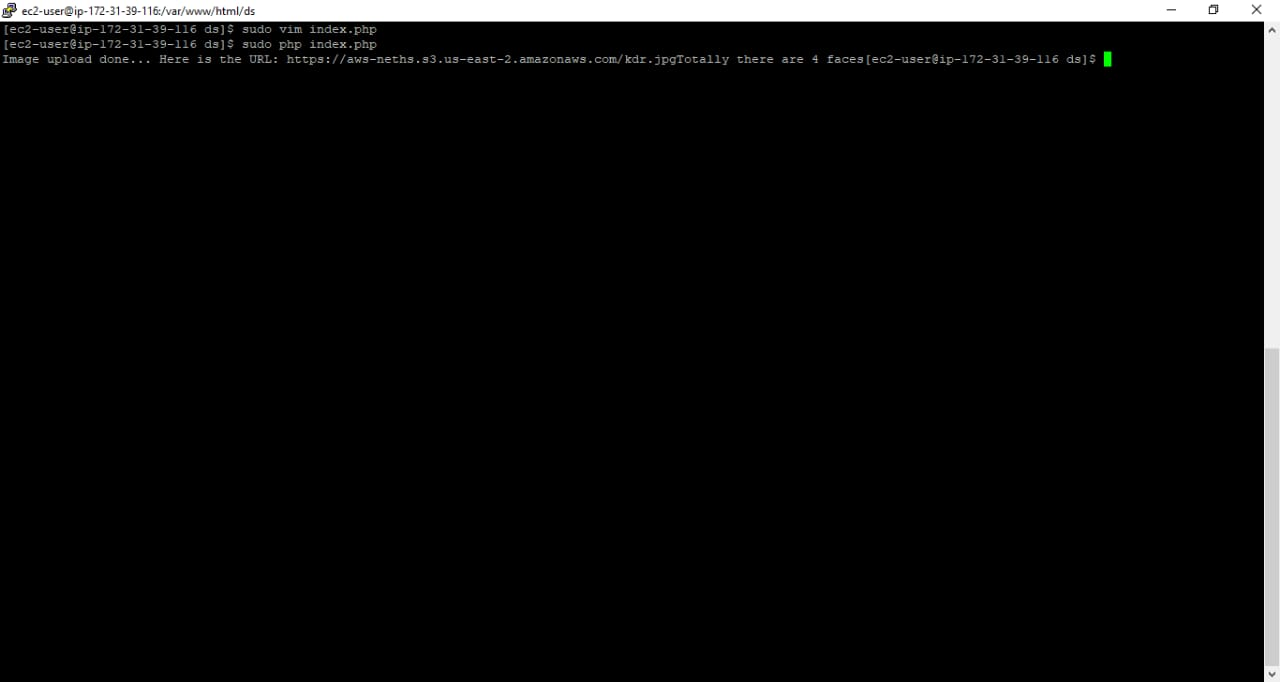 ec2-user@ip-172-31-39-116:/var/www/html/ds
[ec2-user@ip-172-31-39-116 ds]$ sudo vim index.php
[ec2-user@ip-172-31-39-116 ds]$ sudo php index.php
Image upload done... Here is the URL: https://aws-neths.s3.us-east-2.amazonaws.com/kdr.jpgTotally there are 4 faces[ec2-user@ip-172-31-39-116 ds]$